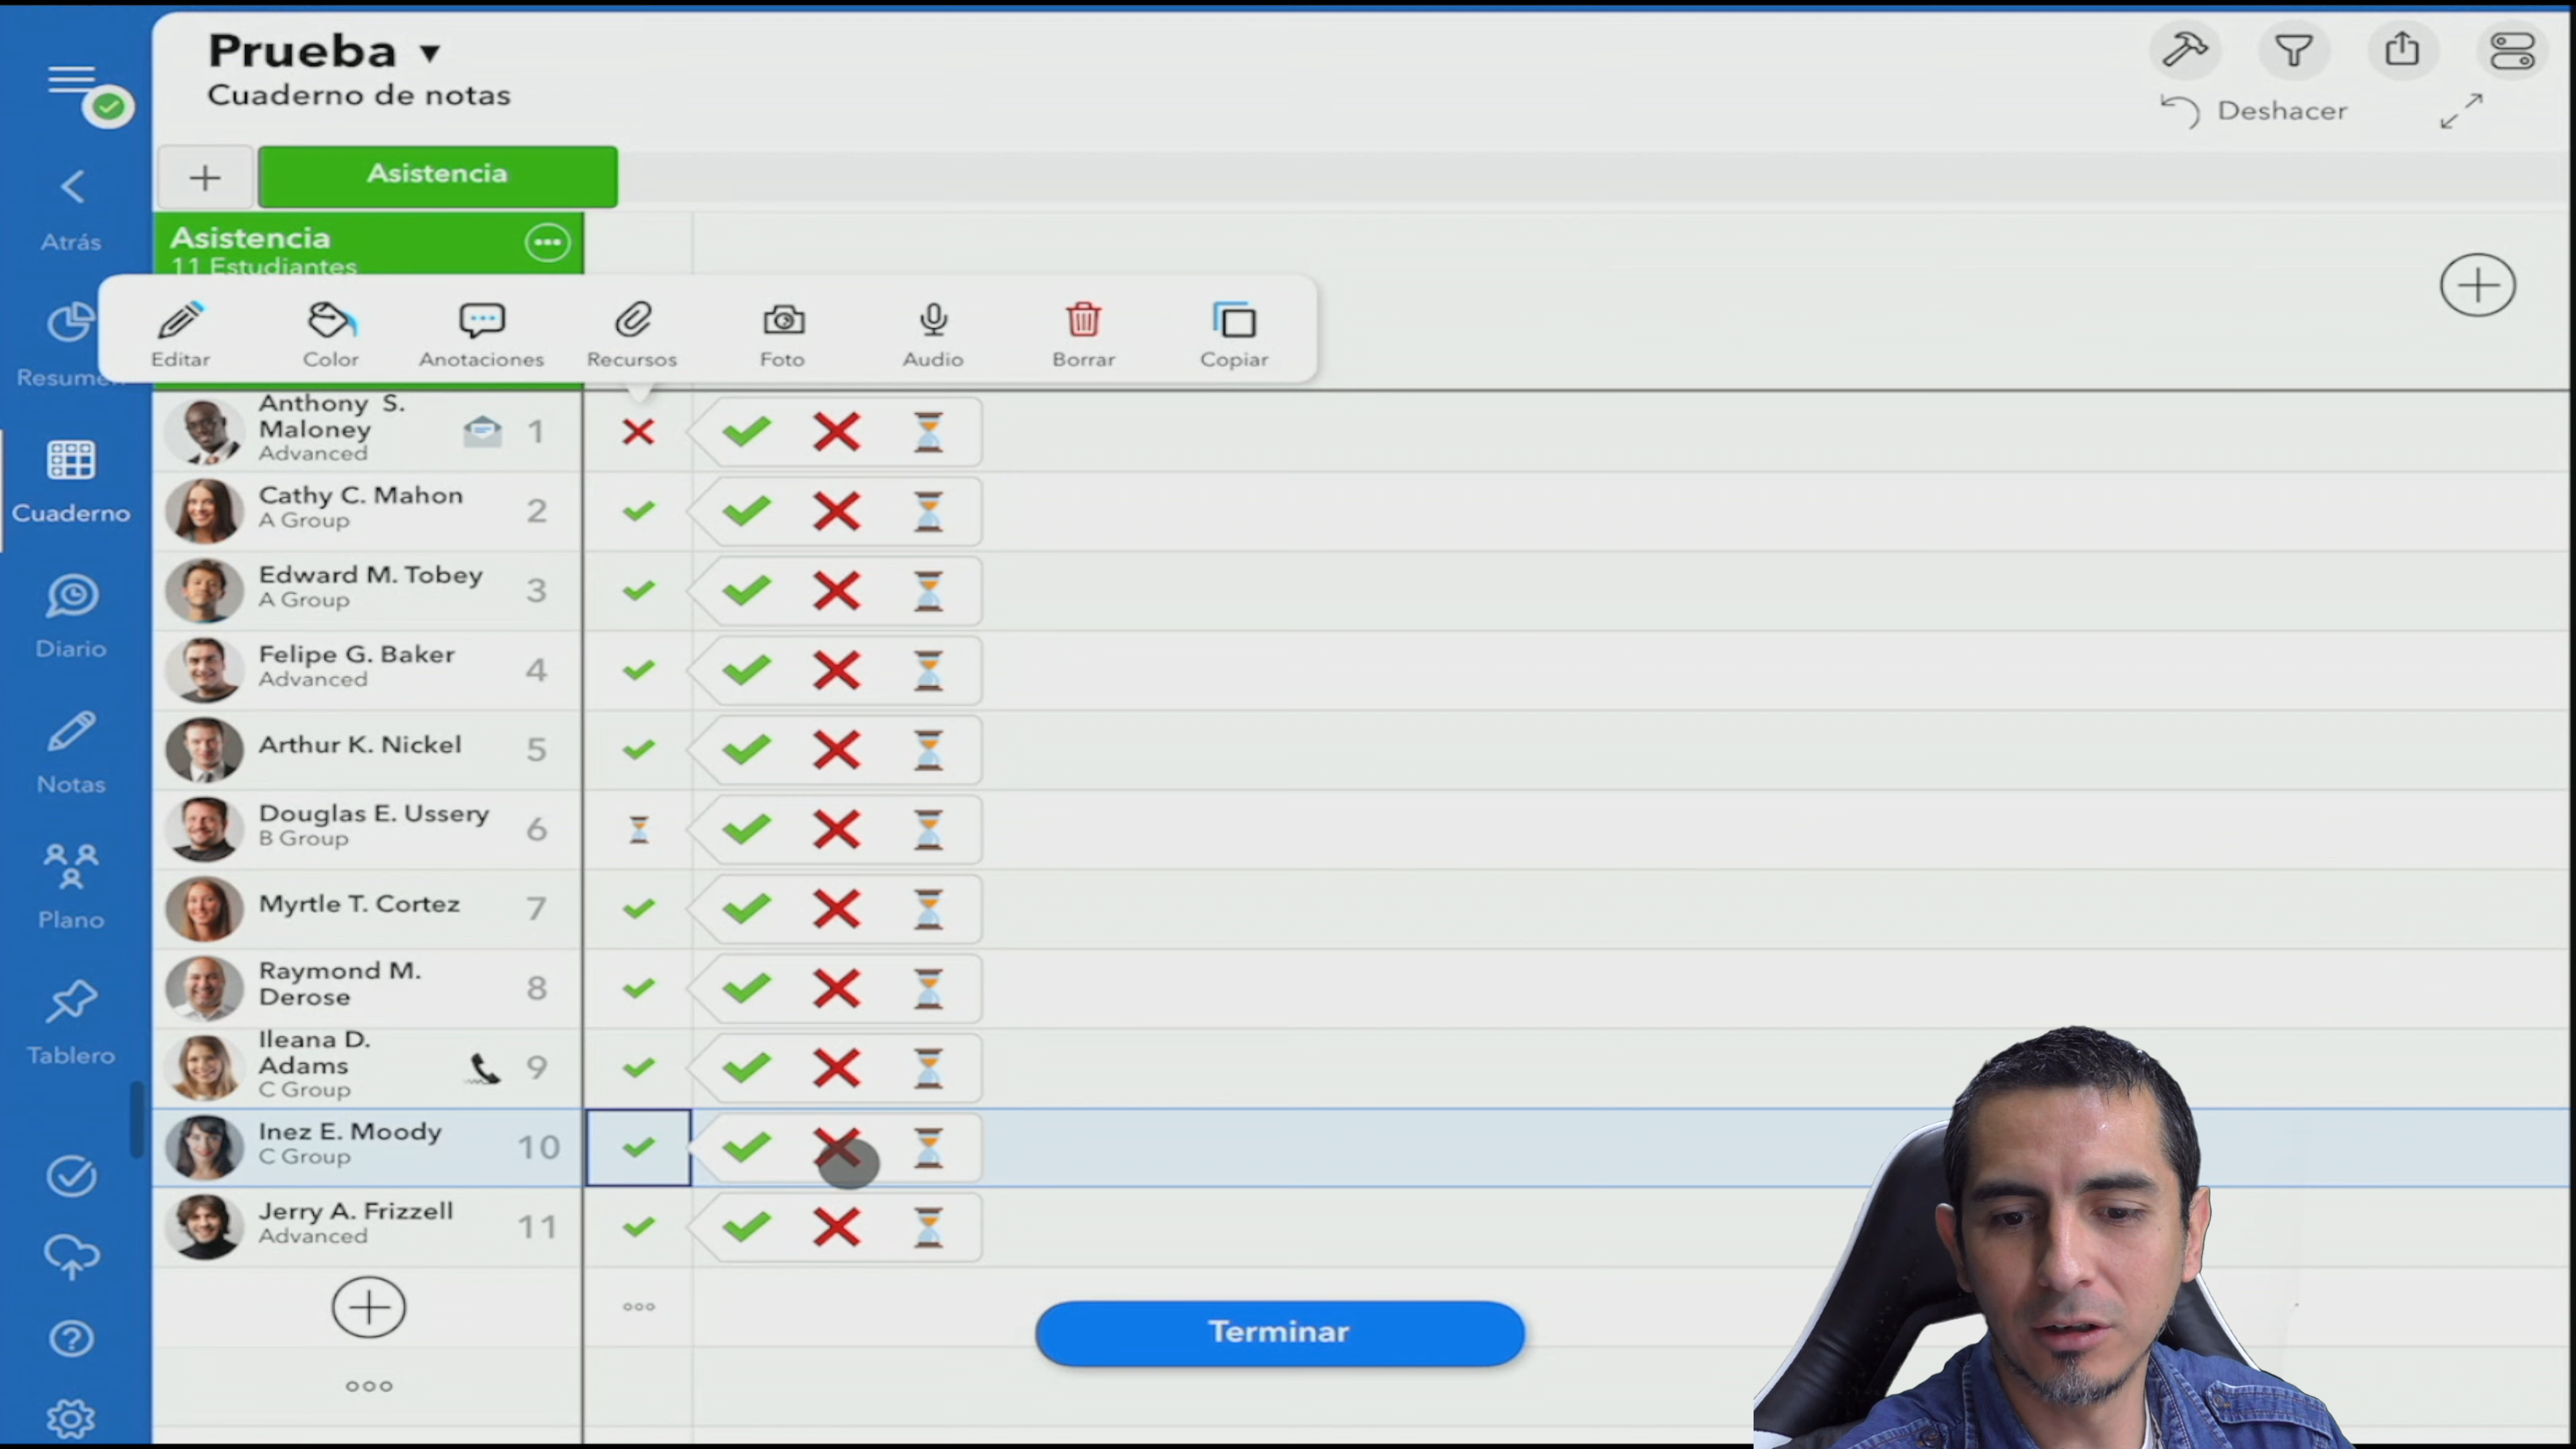 Prueba ▼
Cuaderno de notas
Deshacer
Asistencia
Asistencia
11 Estudiantes
Atrás
Resumen
Cuaderno
Diario
Notas
Plano
Tablero
Editar
Color
Anotaciones
Recursos
Foto
Audio
Borrar
Copiar
Anthony S.
Maloney
Advanced
1
Cathy C. Mahon
A Group
2
Edward M. Tobey
A Group
3
Felipe G. Baker
Advanced
4
Arthur K. Nickel
5
Douglas E. Ussery
B Group
6
Myrtle T. Cortez
7
Raymond M.
Derose
8
Ileana D.
Adams
C Group
9
Inez E. Moody
C Group
10
Jerry A. Frizzell
Advanced
11
Terminar